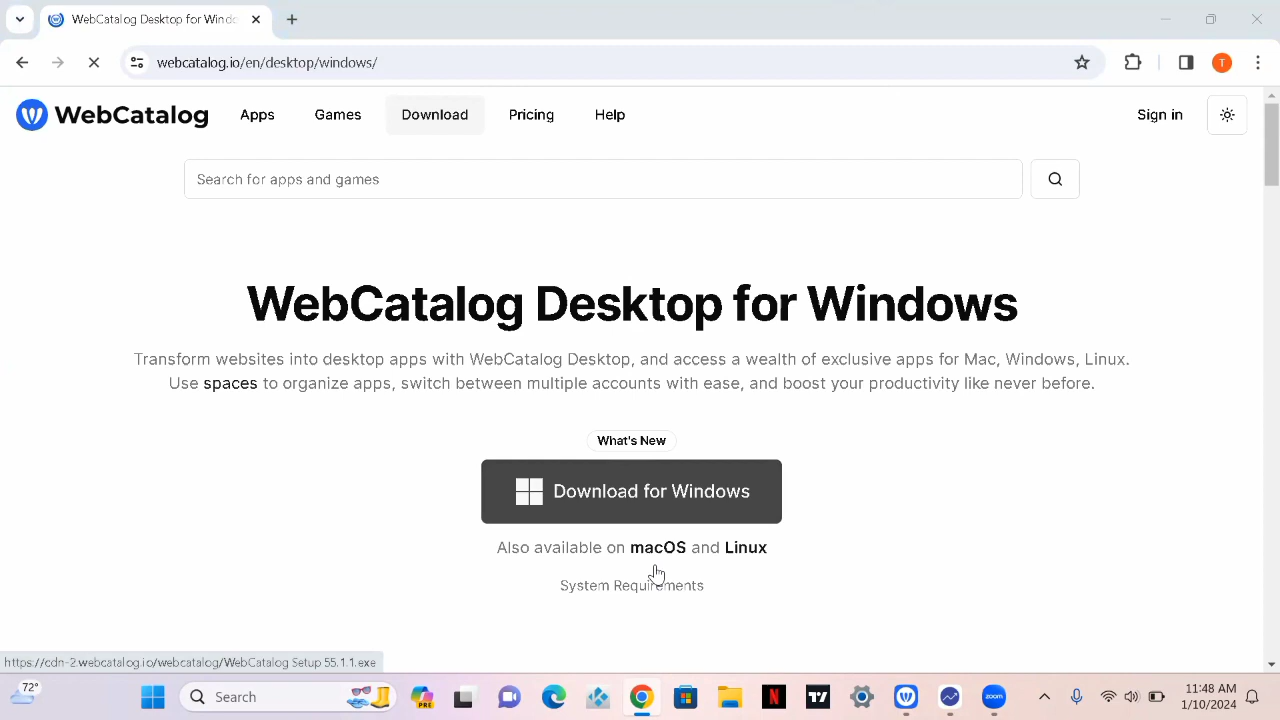 WebCatalog Desktop for Windo
webcatalog.io/en/desktop/windows/
T
WebCatalog
Apps
Games
Download
Pricing
Help
Sign in
Search for apps and games
WebCatalog Desktop for Windows
Transform websites into desktop apps with WebCatalog Desktop, and access a wealth of exclusive apps for Mac, Windows, Linux.
Use spaces to organize apps, switch between multiple accounts with ease, and boost your productivity like never before.
What's New
Download for Windows
Also available on macOS and Linux
System Requirements
https://cdn-2.webcatalog.io/webcatalog/WebCatalog Setup 55.1.1.exe
72°
Search
PRE
N
zoom
11:48 AM
1/10/2024